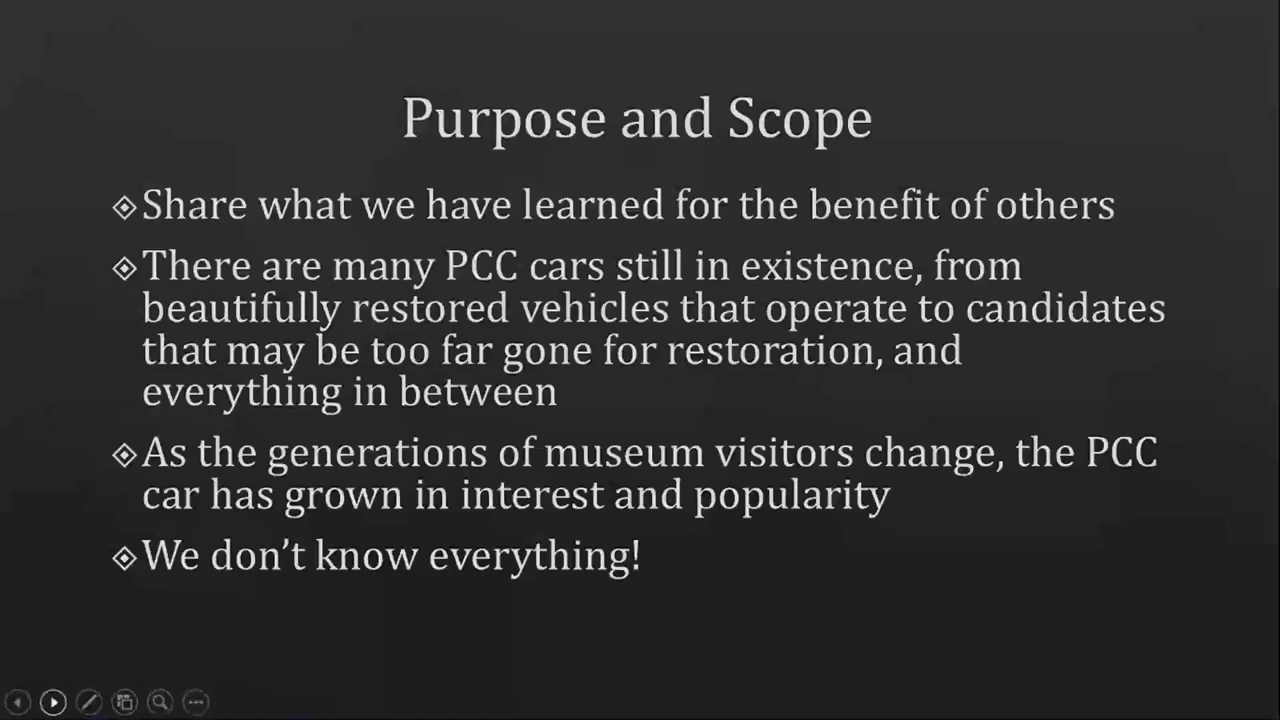 Purpose and Scope
Share what we have learned for the benefit of others
There are many PCC cars still in existence, from
beautifully restored vehicles that operate to candidates
that may be too far gone for restoration, and
everything in between
As the generations of museum visitors change, the PCC
car has grown in interest and popularity
We don’t know everything!